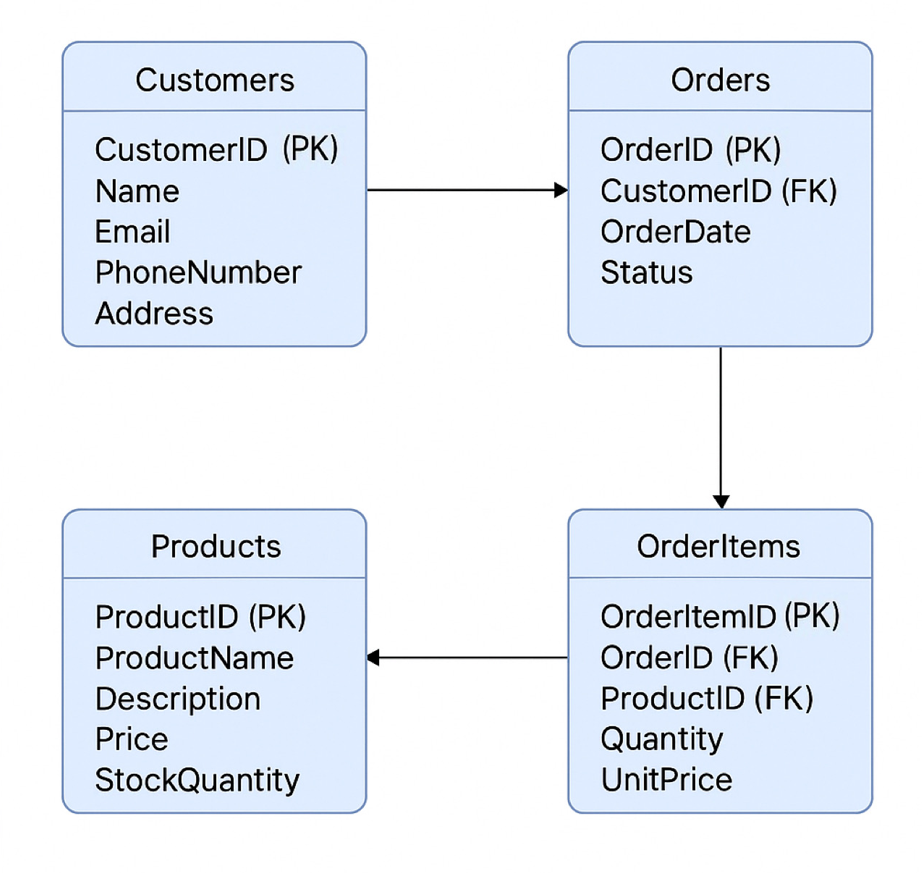 Customers
CustomerID (PK)
Name
Email
PhoneNumber
Address
Orders
OrderID (PK)
CustomerID (FK)
OrderDate
Status
Products
ProductID (PK)
ProductName
Description
Price
StockQuantity
OrderItems
OrderItemID (PK)
OrderID (FK)
ProductID (FK)
Quantity
UnitPrice